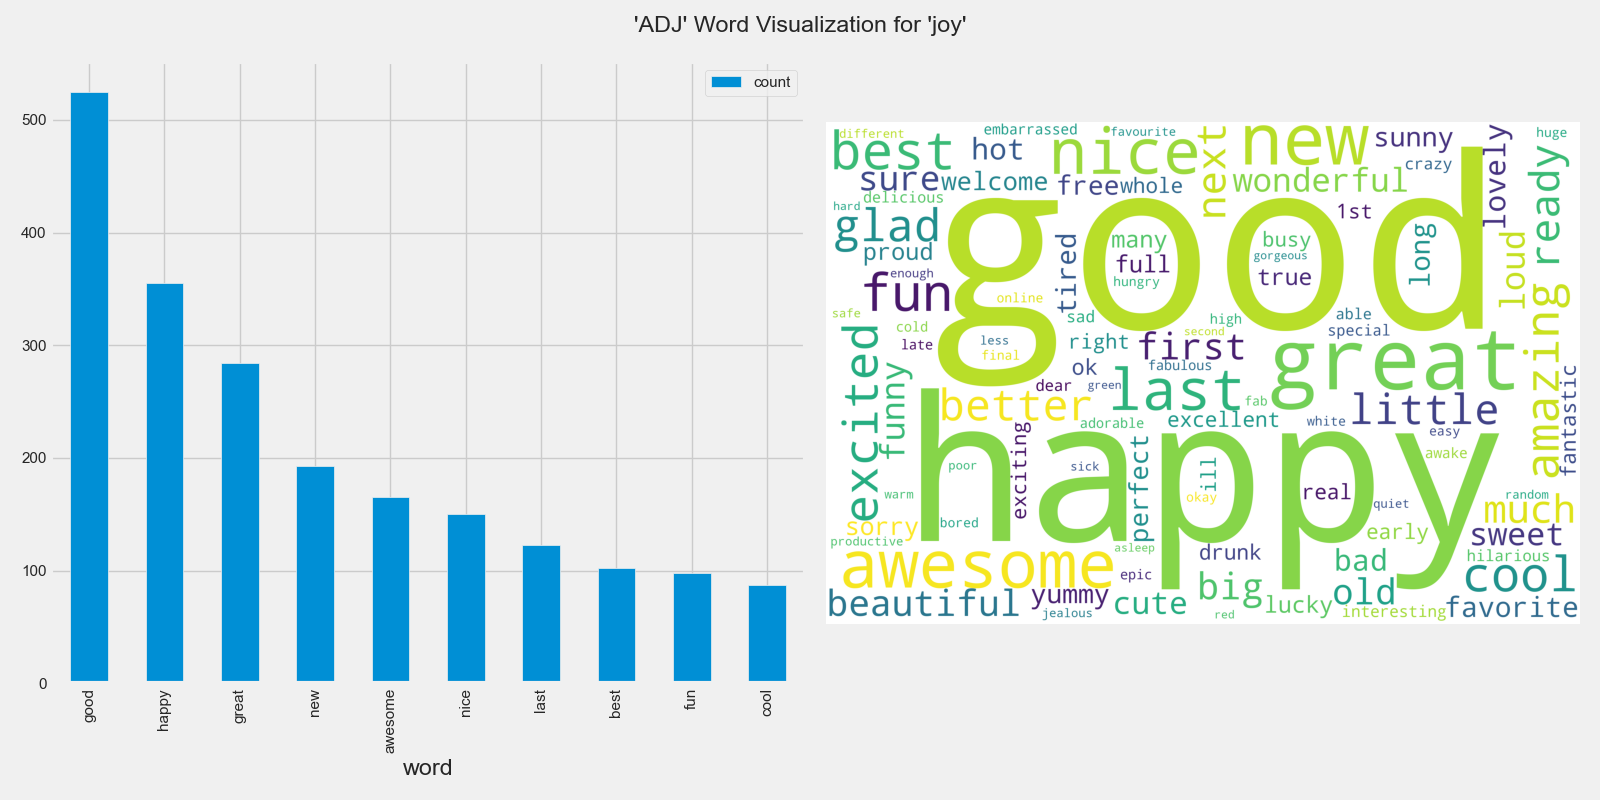 'ADJ' Word Visualization for 'joy'
count
500
400
300
200
100
0
good
happy
great
new
awesome
nice
last
best
fun
cool
word
different
embarrassed
favourite
best
hot
nice
next
new
sunny
lovely
huge
crazy
sure
welcome
free
whole
wonderful
ready
delicious
hard
glad
good
1st
proud
many
busy
long
loud
tired
full
gorgeous
enough
hungry
true
fun
online
safe
sad
high
able
amazing
cold
second
special
late
less
right
first
final
great
excited
funny
ok
fabulous
fantastic
dear
green
last
better
fab
little
adorable
excellent
white
easy
happy
exciting
poor
sick
perfect
ill
awake
warm
okay
real
quiet
random
much
sorry
bored
early
sweet
productive
asleep
awesome
drunk
bad
hilarious
epic
big
cool
beautiful
yummy
cute
lucky
old
jealous
red
interesting
favorite